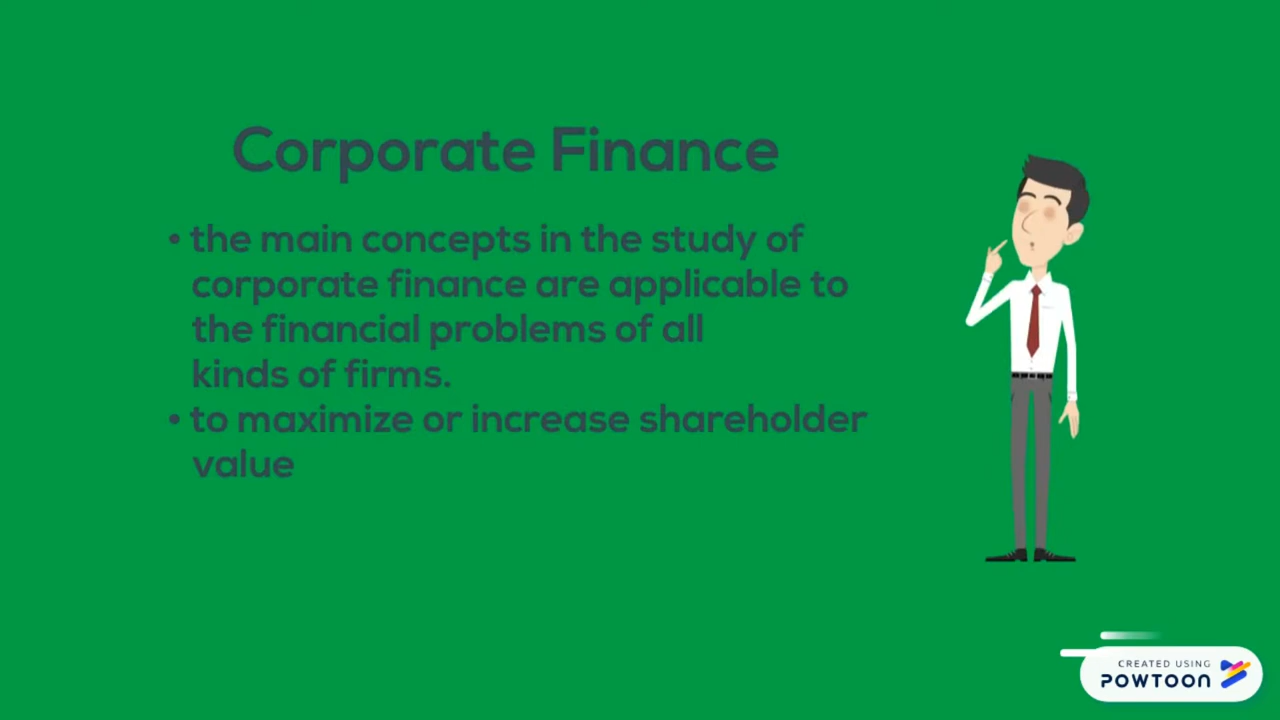 Corporate Finance
• the main concepts in the study of
corporate finance are applicable to
the financial problems of all
kinds of firms.
• to maximize or increase shareholder
value
CREATED USING
POWTOON